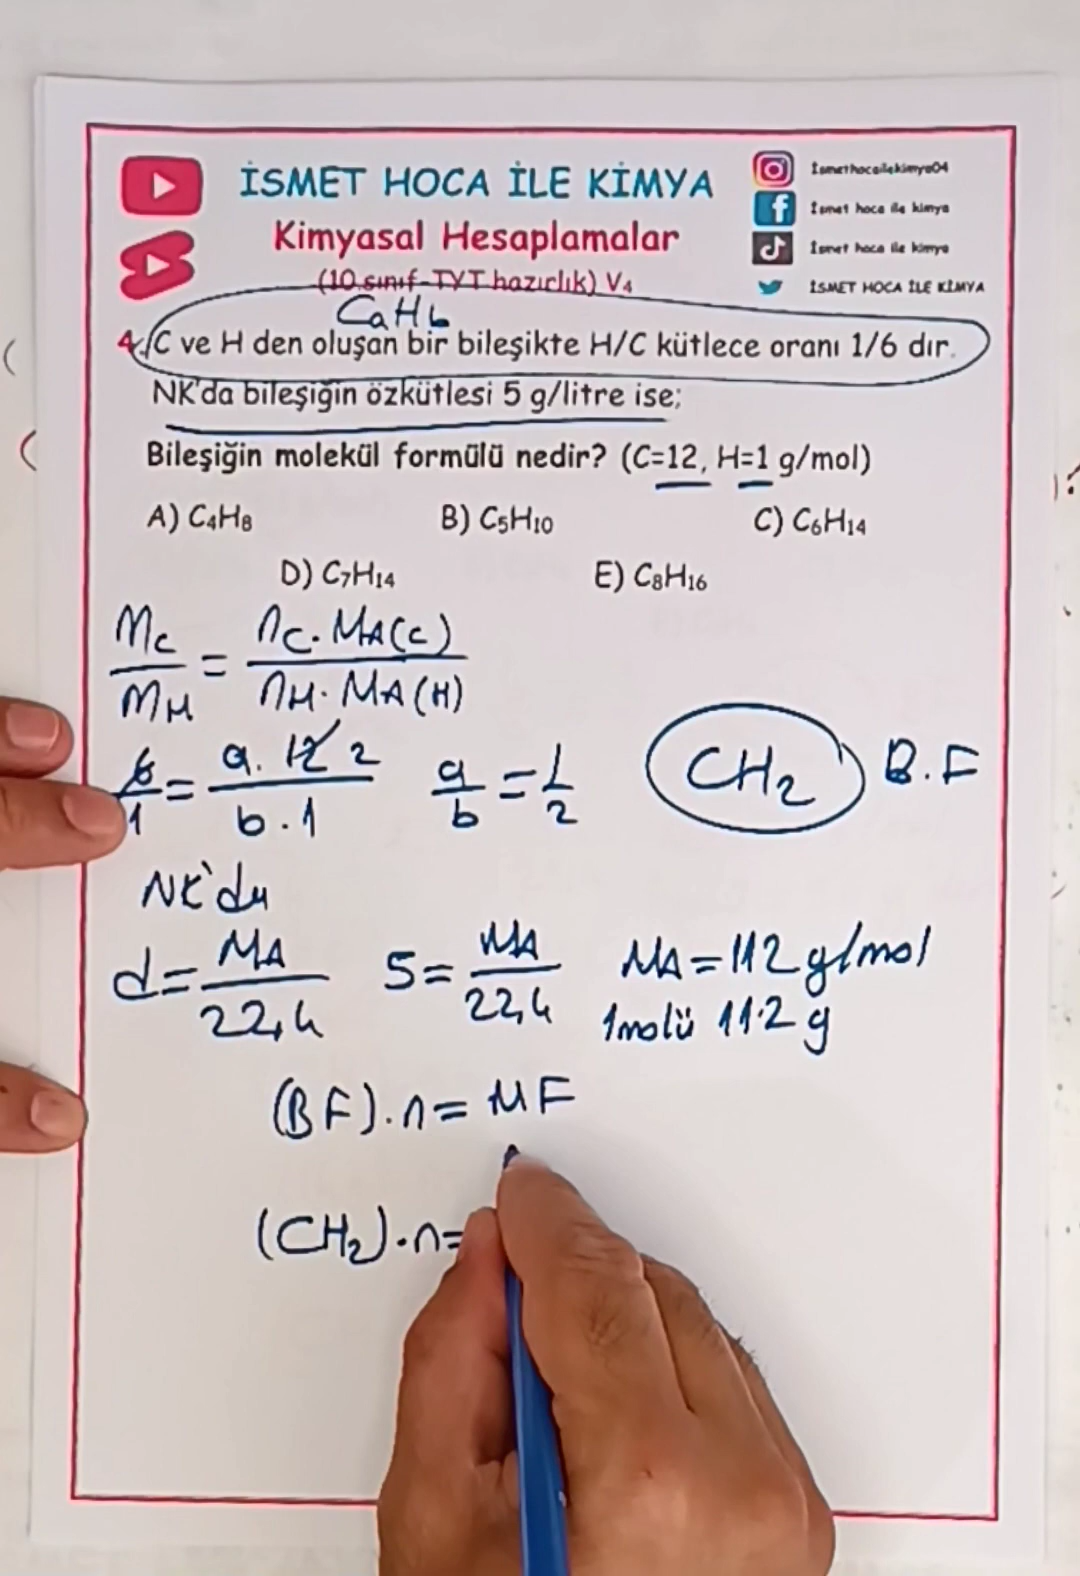 İSMET HOCA İLE KİMYA
Kimyasal Hesaplamalar
(10.sınıf-TYT hazırlık) V4
İsmethocailekimya04
İsmet hoca ile kimya
İsmet hoca ile kimya
İSMET HOCA İLE KİMYA
CaHb
4. C ve H den oluşan bir bileşikte H/C kütlece oranı 1/6 dır.
NK'da bileşiğin özkütlesi 5 g/litre ise;
Bileşiğin molekül formülü nedir? (C=12, H=1 g/mol)
A) C4H8 B) C5H10 C) C6H14
D) C7H14 E) C8H16
mC/mH = nC.MA(C)/nH.MA(H)
6/1 = a.12 2/b.1 a/b = 1/2 CH2 B.F
NK'da
d = MA/22,4 5 = MA/22,4 MA = 112 g/mol
1molü 112 g
(BF).n = MF
(CH2).n=